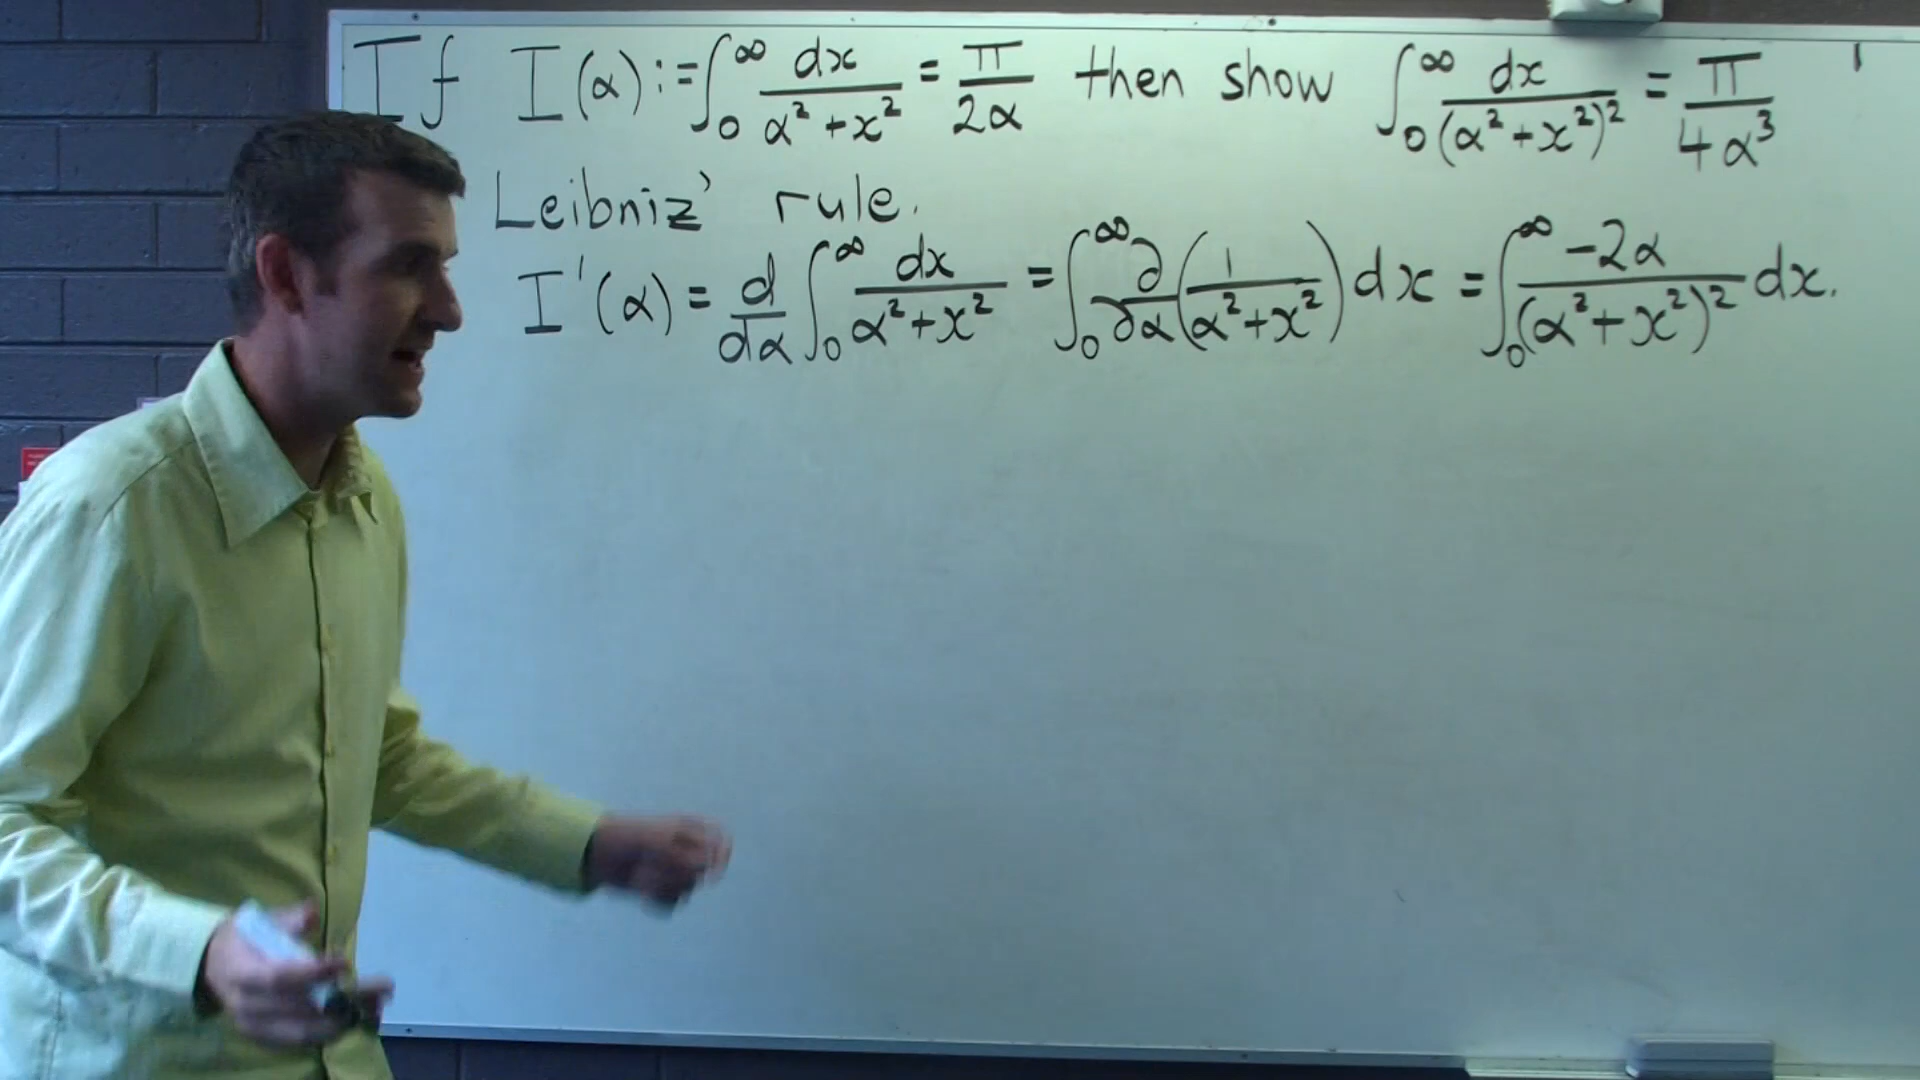 If I(α) := ∫₀^∞ dx/(α²+x²) = π/2α then show ∫₀^∞ dx/(α²+x²)² = π/4α³
Leibniz' rule.
I'(α) = d/dα ∫₀^∞ dx/(α²+x²) = ∫₀^∞ ∂/∂α (1/(α²+x²)) dx = ∫₀^∞ -2α/(α²+x²)² dx.